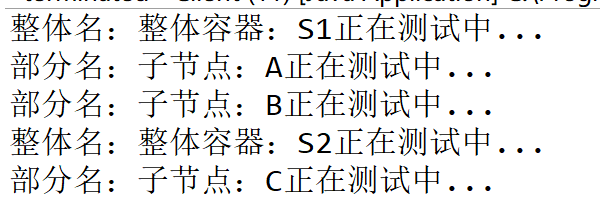 整体名：整体容器：S1正在测试中...
部分名：子节点：A正在测试中...
部分名：子节点：B正在测试中...
整体名：整体容器：S2正在测试中...
部分名：子节点：C正在测试中...